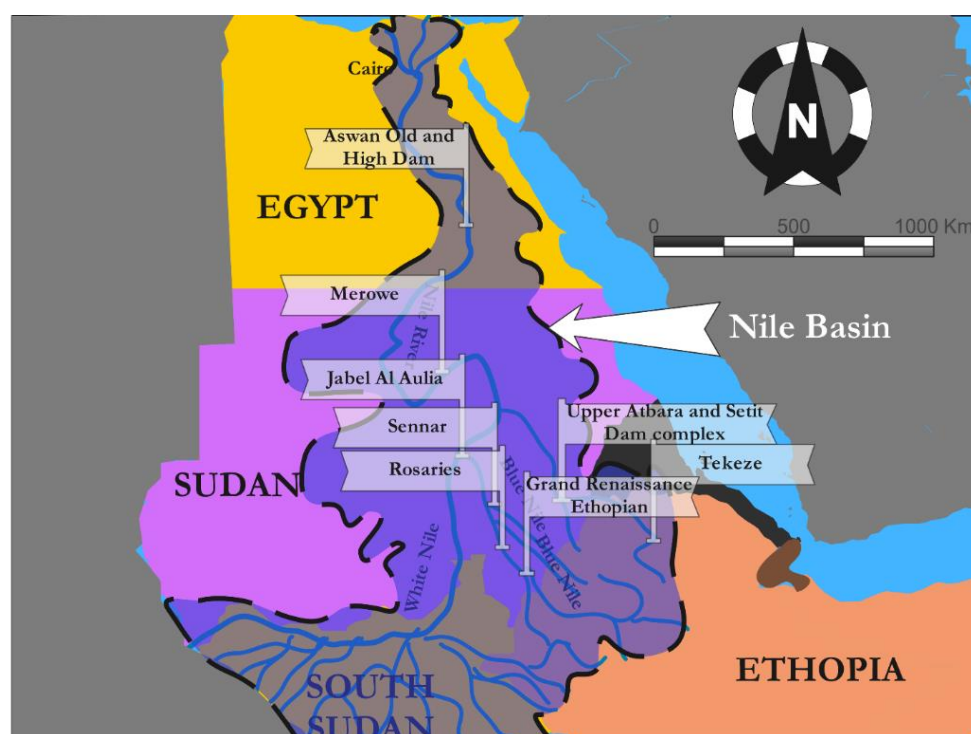 Cairo
Aswan Old and
High Dam
N
EGYPT
0 500 1000 Km
Merowe
Nile River
Nile Basin
Jabel Al Aulia
Sennar
Upper Atbara and Setit
Dam complex
Rosaries
Tekeze
SUDAN
Grand Renaissance
Ethopian
Blue Nile
Blue Nile
White Nile
ETHOPIA
SOUTH
SUDAN